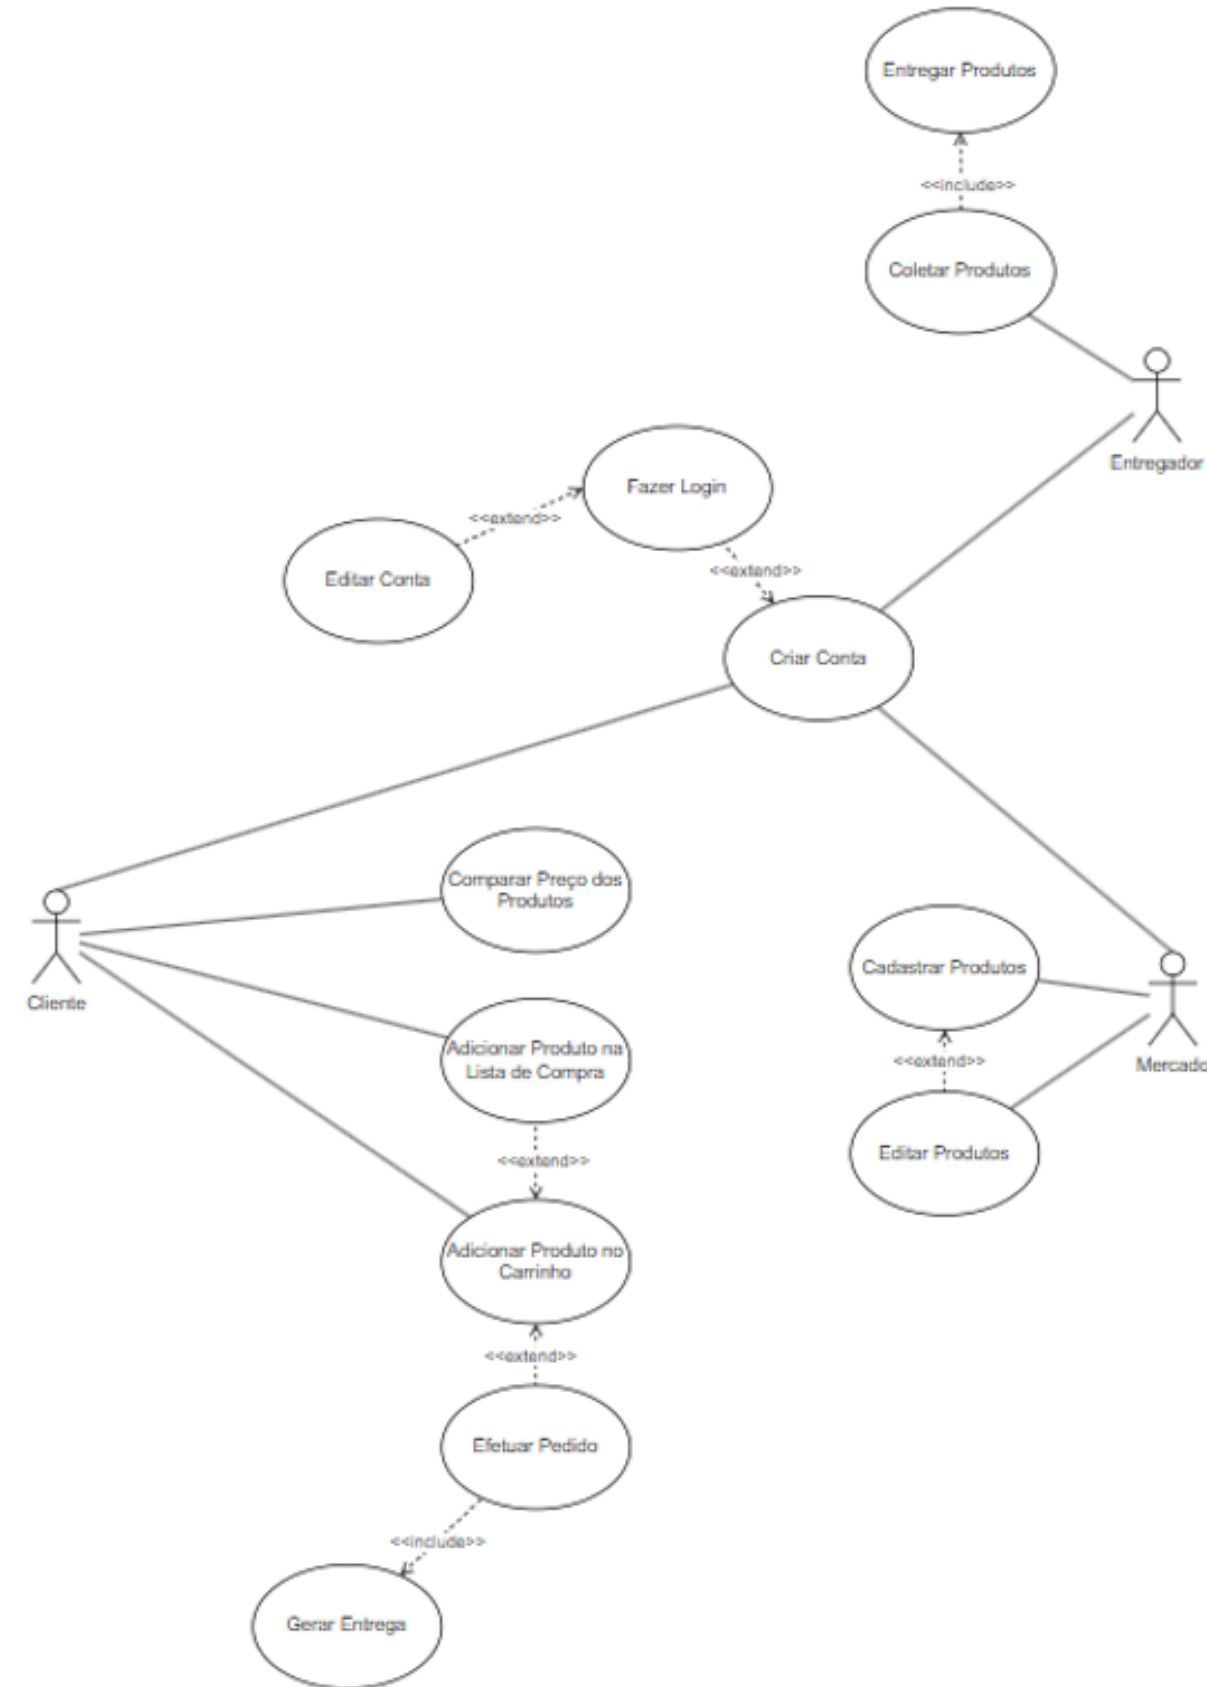 Entregar Produtos
<<include>>
Coletar Produtos
Entregador
Fazer Login
<<extend>>
Editar Conta
<<extend>>
Criar Conta
Comparar Preço dos
Produtos
Cliente
Cadastrar Produtos
Adicionar Produto na
Lista de Compra
<<extend>>
Mercado
Editar Produtos
<<extend>>
Adicionar Produto no
Carrinho
<<extend>>
Efetuar Pedido
<<include>>
Gerar Entrega